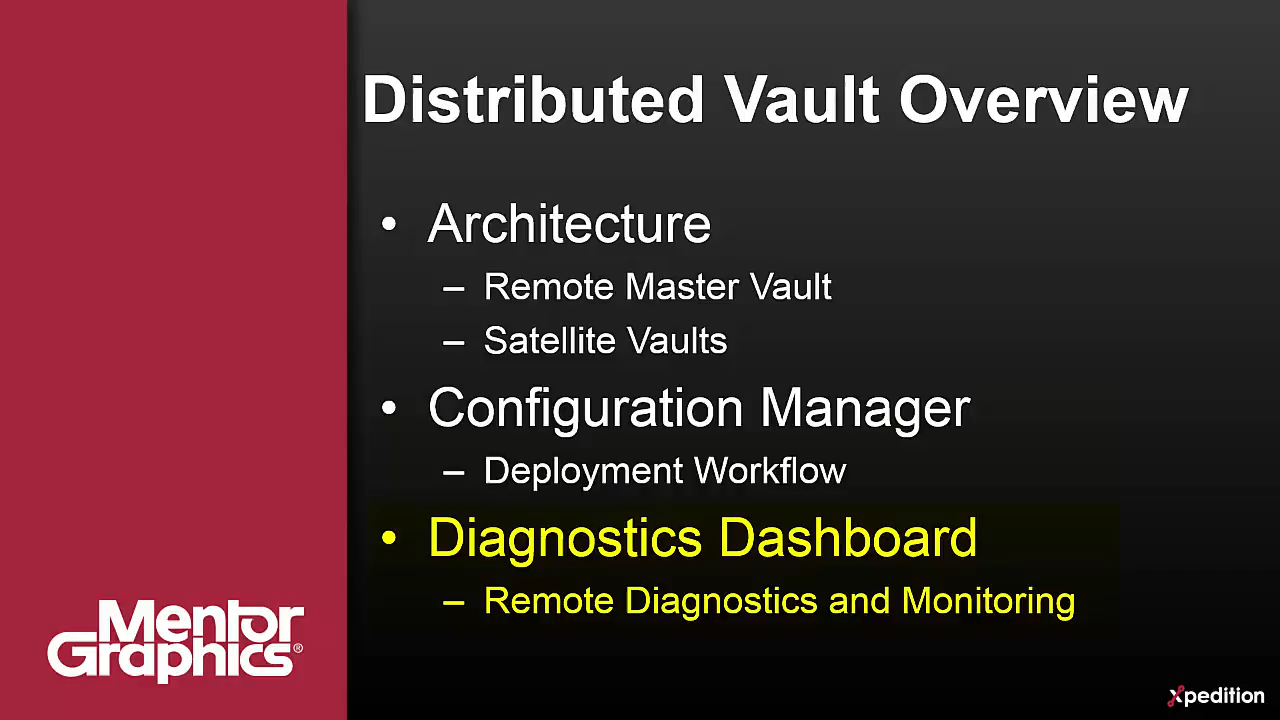 Distributed Vault Overview
• Architecture
– Remote Master Vault
– Satellite Vaults
• Configuration Manager
– Deployment Workflow
• Diagnostics Dashboard
– Remote Diagnostics and Monitoring
Mentor
Graphics®
Xpedition